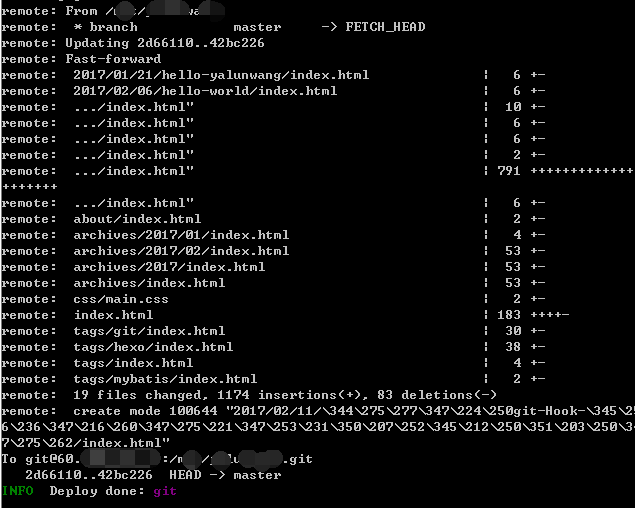 remote: From /
remote:  * branch            master     -> FETCH_HEAD
remote: Updating 2d66110..42bc226
remote: Fast-forward
remote:  2017/01/21/hello-yalunwang/index.html              |   6 +-
remote:  2017/02/06/hello-world/index.html                  |   6 +-
remote:  .../index.html"                                    |  10 +-
remote:  .../index.html"                                    |   6 +-
remote:  .../index.html"                                    |   6 +-
remote:  .../index.html"                                    |   2 +-
remote:  .../index.html"                                    | 791 +++++++++++++
+++++++
remote:  .../index.html"                                    |   6 +-
remote:  about/index.html                                   |   2 +-
remote:  archives/2017/01/index.html                        |   4 +-
remote:  archives/2017/02/index.html                        |  53 +-
remote:  archives/2017/index.html                           |  53 +-
remote:  archives/index.html                                |  53 +-
remote:  css/main.css                                       |   2 +-
remote:  index.html                                         | 183 ++++-
remote:  tags/git/index.html                                |  30 +-
remote:  tags/hexo/index.html                               |  38 +-
remote:  tags/index.html                                    |   4 +-
remote:  tags/mybatis/index.html                            |   2 +-
remote:  19 files changed, 1174 insertions(+), 83 deletions(-)
remote:  create mode 100644 "2017/02/11/\344\275\277\347\224\250git-Hook-\345\25
6\236\347\216\260\347\275\221\347\253\231\350\207\252\345\212\250\351\203\250\34
7\275\262/index.html"
To git@60. :/ .git
   2d66110..42bc226  HEAD -> master
INFO  Deploy done: git